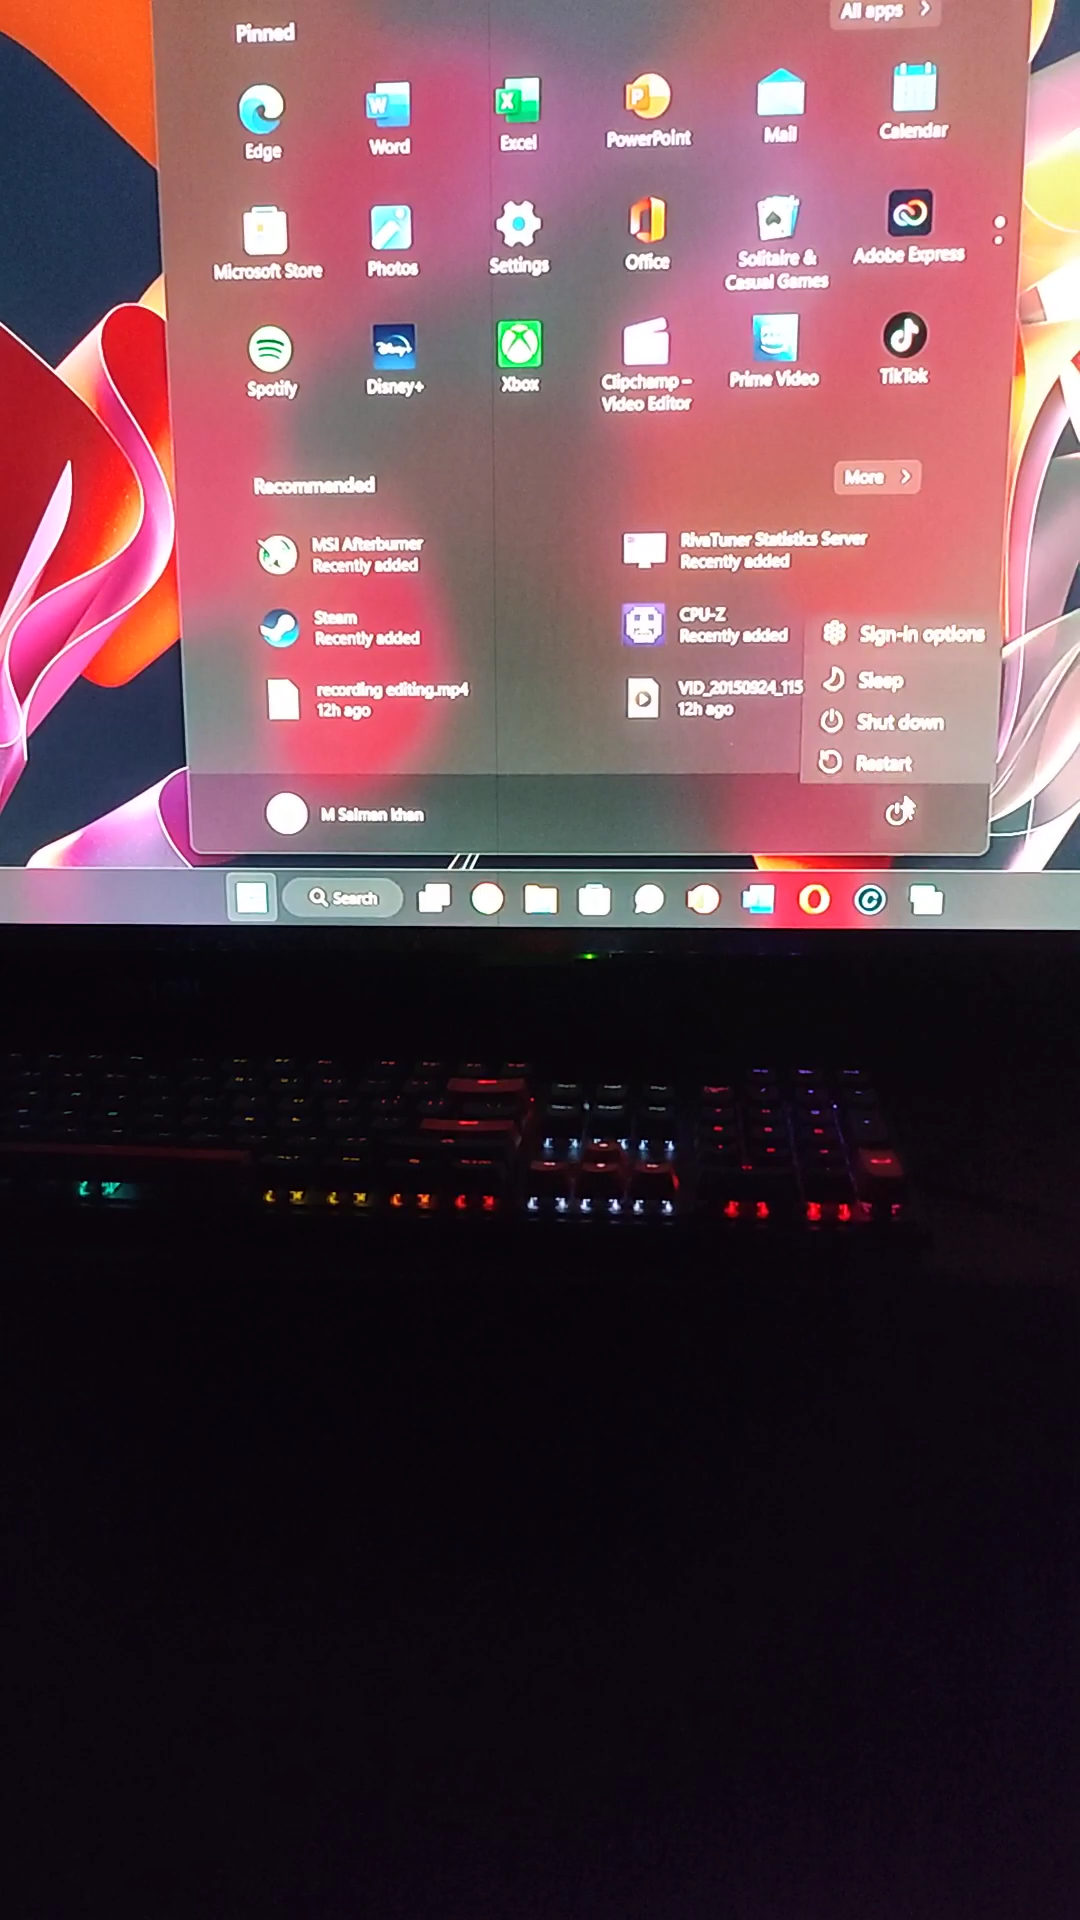 Pinned
All apps >
Edge
Word
Excel
PowerPoint
Mail
Calendar
Microsoft Store
Photos
Settings
Office
Solitaire &
Casual Games
Adobe Express
Spotify
Disney+
Xbox
Clipchamp –
Video Editor
Prime Video
TikTok
Recommended
More >
MSI Afterburner
Recently added
RivaTuner Statistics Server
Recently added
Steam
Recently added
CPU-Z
Recently added
recording editing.mp4
12h ago
VID_20150924_115
12h ago
Sign-in options
Sleep
Shut down
Restart
M Salman khan
Search